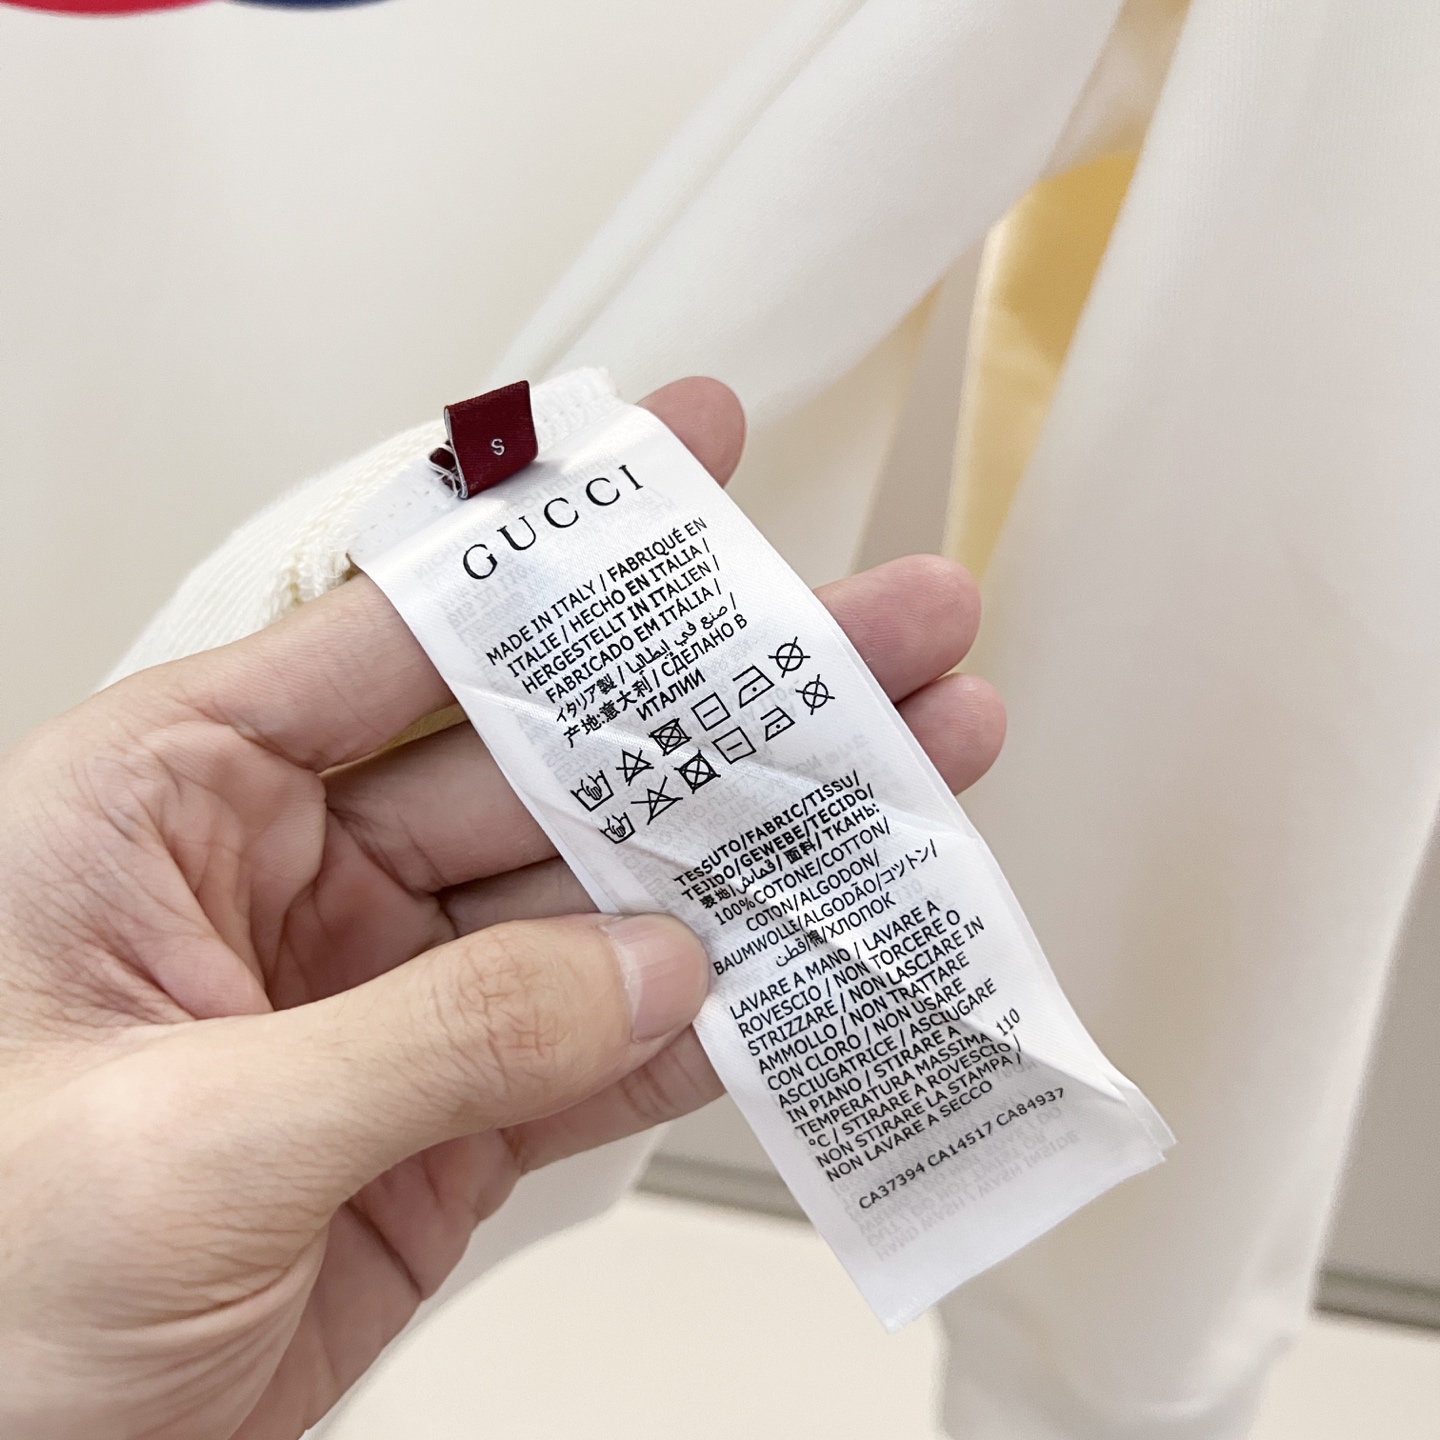 S
GUCCI
MADE IN ITALY / FABRIQUÉ EN
ITALIE / HECHO EN ITALIA /
HERGESTELLT IN ITALIEN /
FABRICADO EM ITÁLIA /
イタリア製 / صنع في إيطاليا /
产地:意大利 / СДЕЛАНО В
ИТАЛИИ
TESSUTO/FABRIC/TISSU/
TEJIDO/GEWEBE/TECIDO/
表地/قماش/面料/ТКАНЬ:
100% COTONE/COTTON/
COTON/ALGODON/
BAUMWOLLE/ALGODÃO/コットン/
قطن/棉/ХЛОПОК
LAVARE A MANO / LAVARE A
ROVESCIO / NON TORCERE O
STRIZZARE / NON LASCIARE IN
AMMOLLO / NON TRATTARE
CON CLORO / NON USARE
ASCIUGATRICE / ASCIUGARE
IN PIANO / STIRARE A
TEMPERATURA MASSIMA 110
°C / STIRARE A ROVESCIO /
NON STIRARE LA STAMPA /
NON LAVARE A SECCO
CA37394 CA14517 CA84937